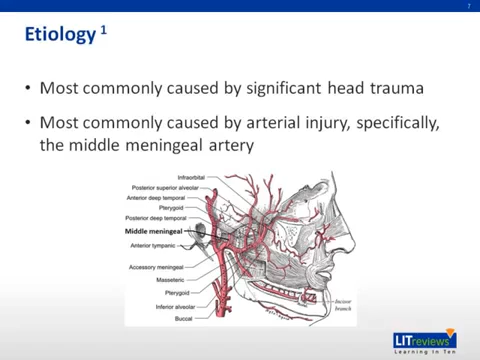 7
Etiology 1
• Most commonly caused by significant head trauma
• Most commonly caused by arterial injury, specifically,
the middle meningeal artery
Infraorbital
Posterior superior alveolar
Anterior deep temporal
Pterygoid
Posterior deep temporal
Middle meningeal
Anterior tympanic
Accessory meningeal
Masseteric
Pterygoid
Inferior alveolar
Buccal
Incisor
branch
LITreviews
Learning In Ten